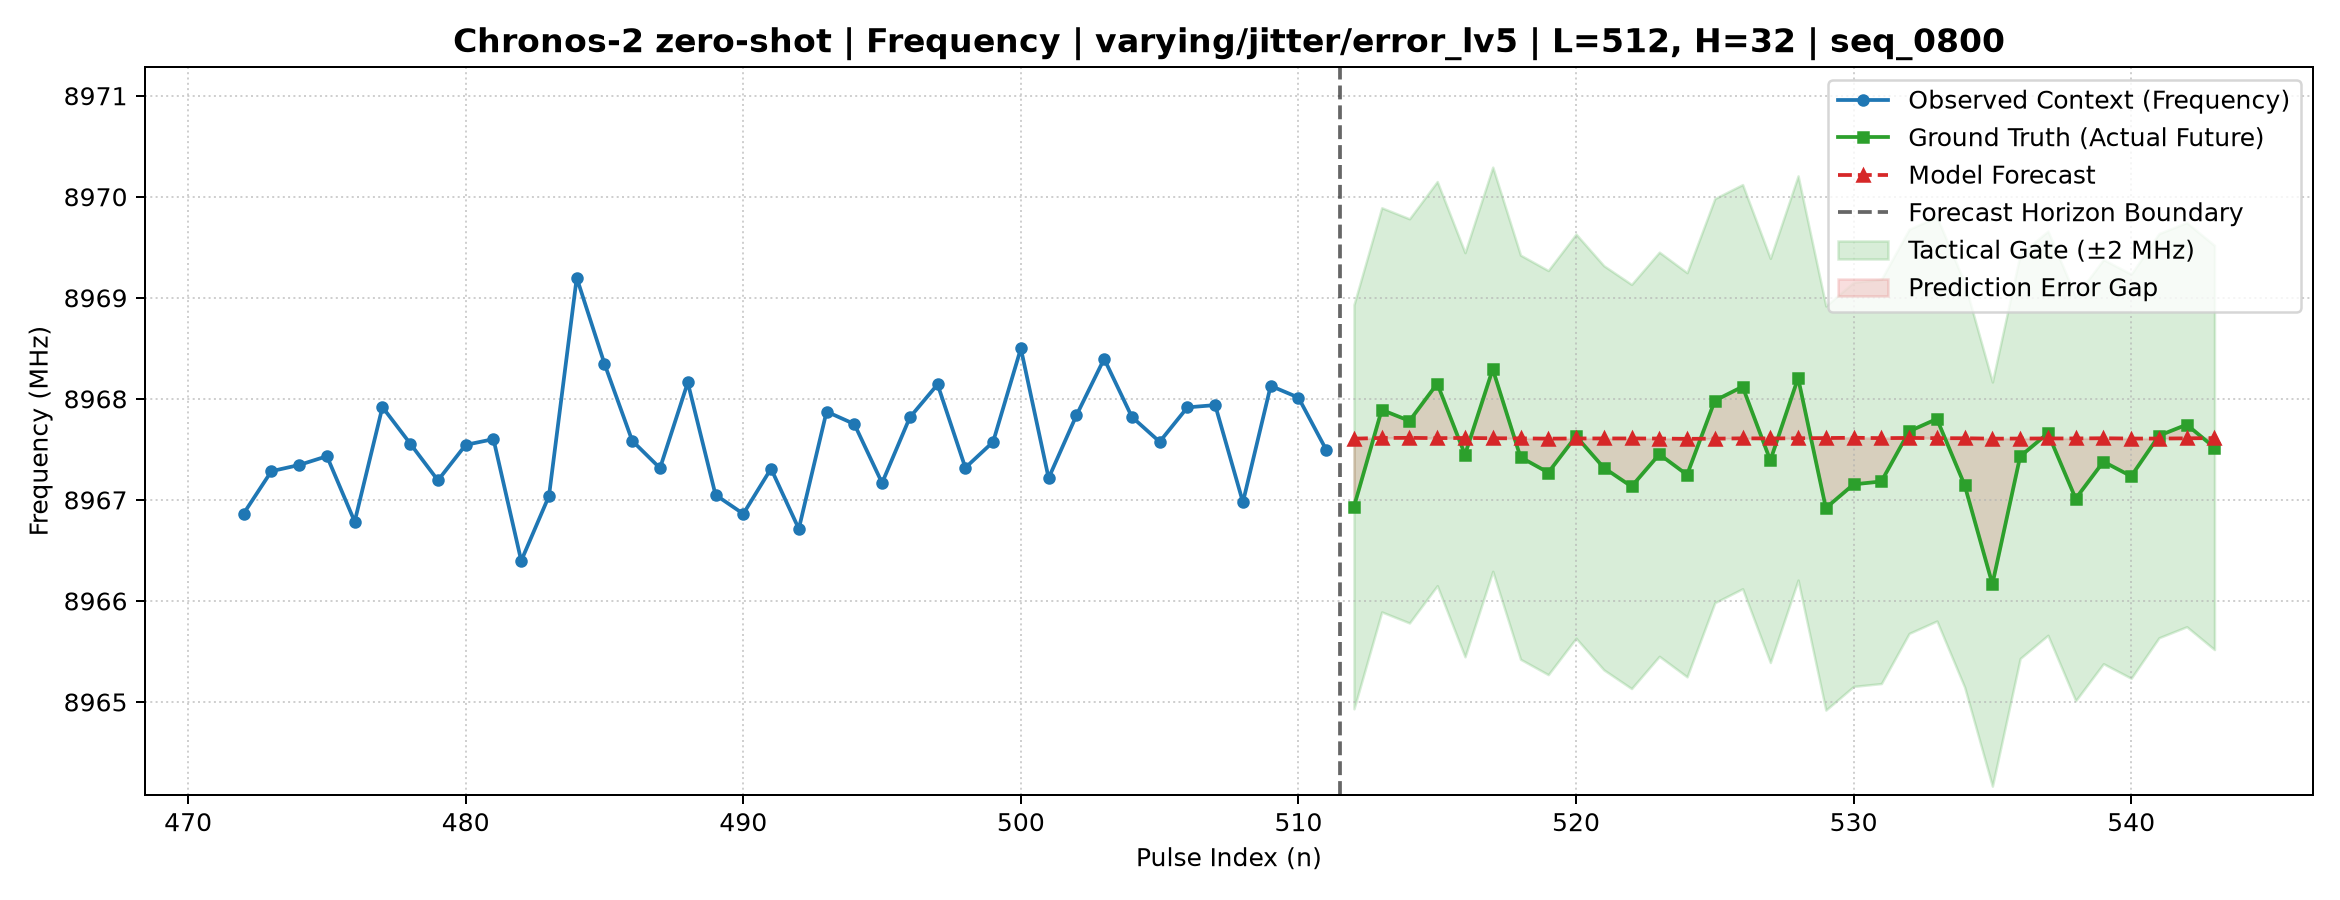 Chronos-2 zero-shot | Frequency | varying/jitter/error_lv5 | L=512, H=32 | seq_0800
Frequency (MHz)
8971
8970
8969
8968
8967
8966
8965
Observed Context (Frequency)
Ground Truth (Actual Future)
Model Forecast
Forecast Horizon Boundary
Tactical Gate (±2 MHz)
Prediction Error Gap
470 480 490 500 510 520 530 540
Pulse Index (n)